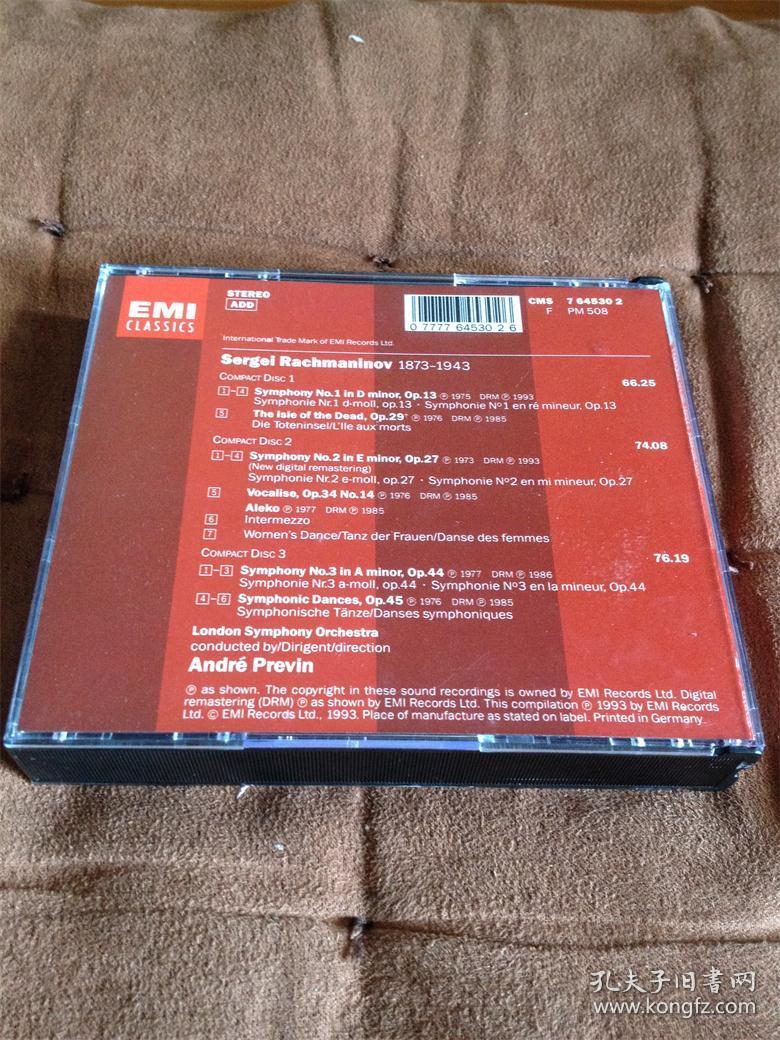 EMI
CLASSICS
STEREO
ADD
0 7777 64530 2 6
CMS 7 64530 2
F PM 508
International Trade Mark of EMI Records Ltd.
Sergei Rachmaninov 1873-1943
COMPACT DISC 1 66.25
1-4 Symphony No.1 in D minor, Op.13 ℗ 1975 DRM ℗ 1993
Symphonie Nr.1 d-moll, op.13 · Symphonie Nº1 en ré mineur, Op.13
5 The Isle of the Dead, Op.29† ℗ 1976 DRM ℗ 1985
Die Toteninsel/L'Ile aux morts
COMPACT DISC 2 74.08
1-4 Symphony No.2 in E minor, Op.27 ℗ 1973 DRM ℗ 1993
(New digital remastering)
Symphonie Nr.2 e-moll, op.27 · Symphonie Nº2 en mi mineur, Op.27
5 Vocalise, Op.34 No.14 ℗ 1976 DRM ℗ 1985
Aleko ℗ 1977 DRM ℗ 1985
6 Intermezzo
7 Women's Dance/Tanz der Frauen/Danse des femmes
COMPACT DISC 3 76.19
1-3 Symphony No.3 in A minor, Op.44 ℗ 1977 DRM ℗ 1986
Symphonie Nr.3 a-moll, op.44 · Symphonie Nº3 en la mineur, Op.44
4-6 Symphonic Dances, Op.45 ℗ 1976 DRM ℗ 1985
Symphonische Tänze/Danses symphoniques
London Symphony Orchestra
conducted by/Dirigent/direction
André Previn
℗ as shown. The copyright in these sound recordings is owned by EMI Records Ltd. Digital
remastering (DRM) ℗ as shown by EMI Records Ltd. This compilation ℗ 1993 by EMI Records
Ltd. © EMI Records Ltd., 1993. Place of manufacture as stated on label. Printed in Germany.
孔夫子旧书网
www.kongfz.com